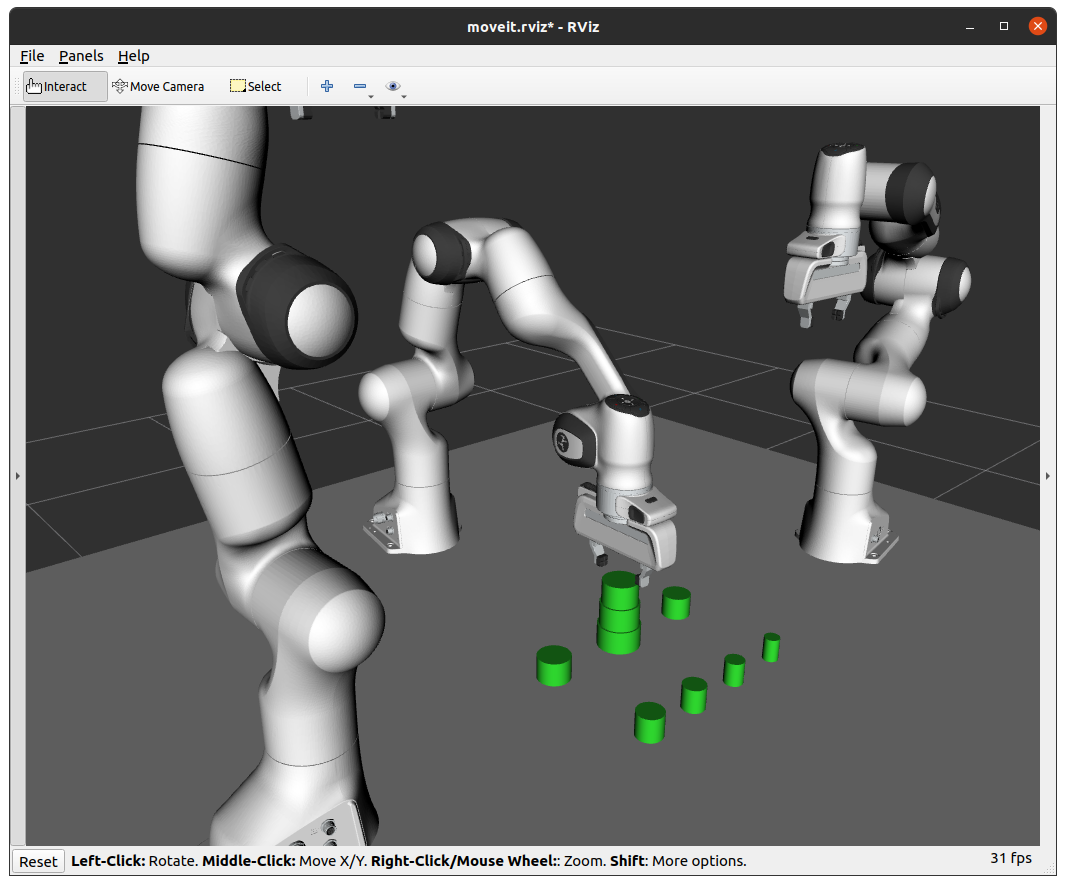 moveit.rviz* - RViz
File Panels Help
Interact Move Camera Select
Reset Left-Click: Rotate. Middle-Click: Move X/Y. Right-Click/Mouse Wheel:: Zoom. Shift: More options. 31 fps